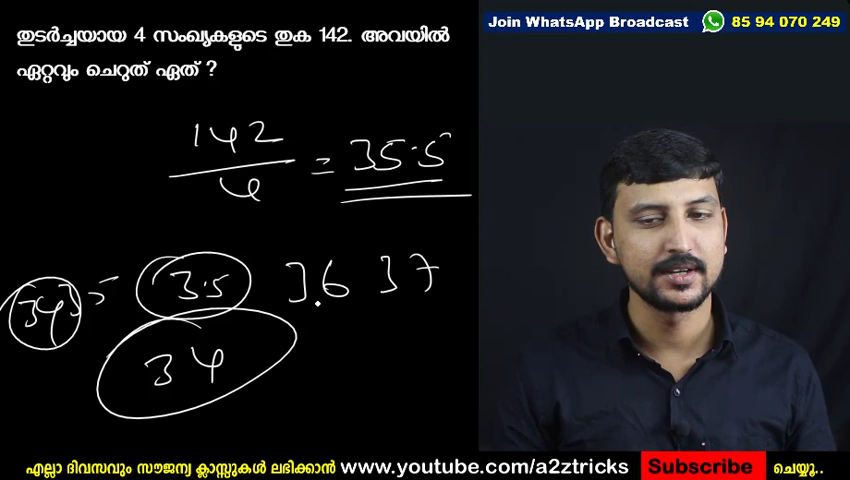 Join WhatsApp Broadcast 85 94 070 249
തുടർച്ചയായ 4 സംഖ്യകളുടെ തുക 142. അവയിൽ
ഏറ്റവും ചെറുത് ഏത് ?
142
4
= 35.5
34 35 36 37
34
എല്ലാ ദിവസവും സൗജന്യ ക്ലാസ്സുകൾ ലഭിക്കാൻ www.youtube.com/a2ztricks Subscribe ചെയ്യൂ..